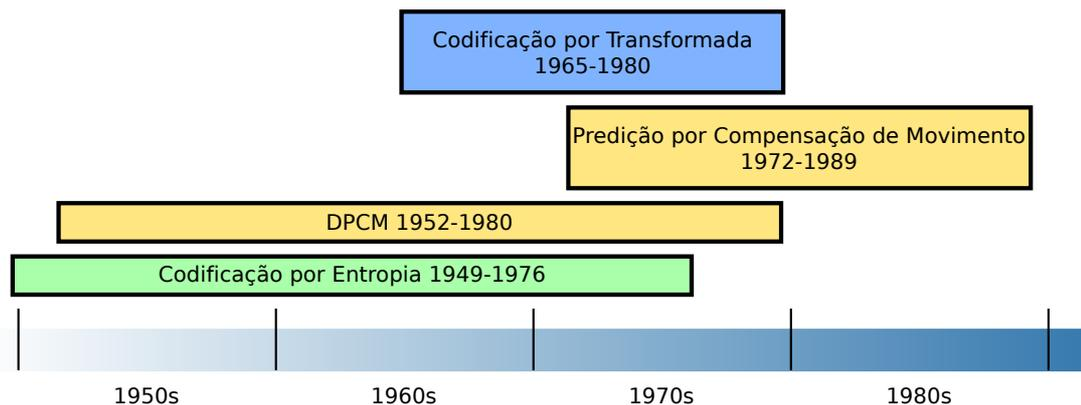 Codificação por Transformada
1965-1980
Predição por Compensação de Movimento
1972-1989
DPCM 1952-1980
Codificação por Entropia 1949-1976
1950s 1960s 1970s 1980s